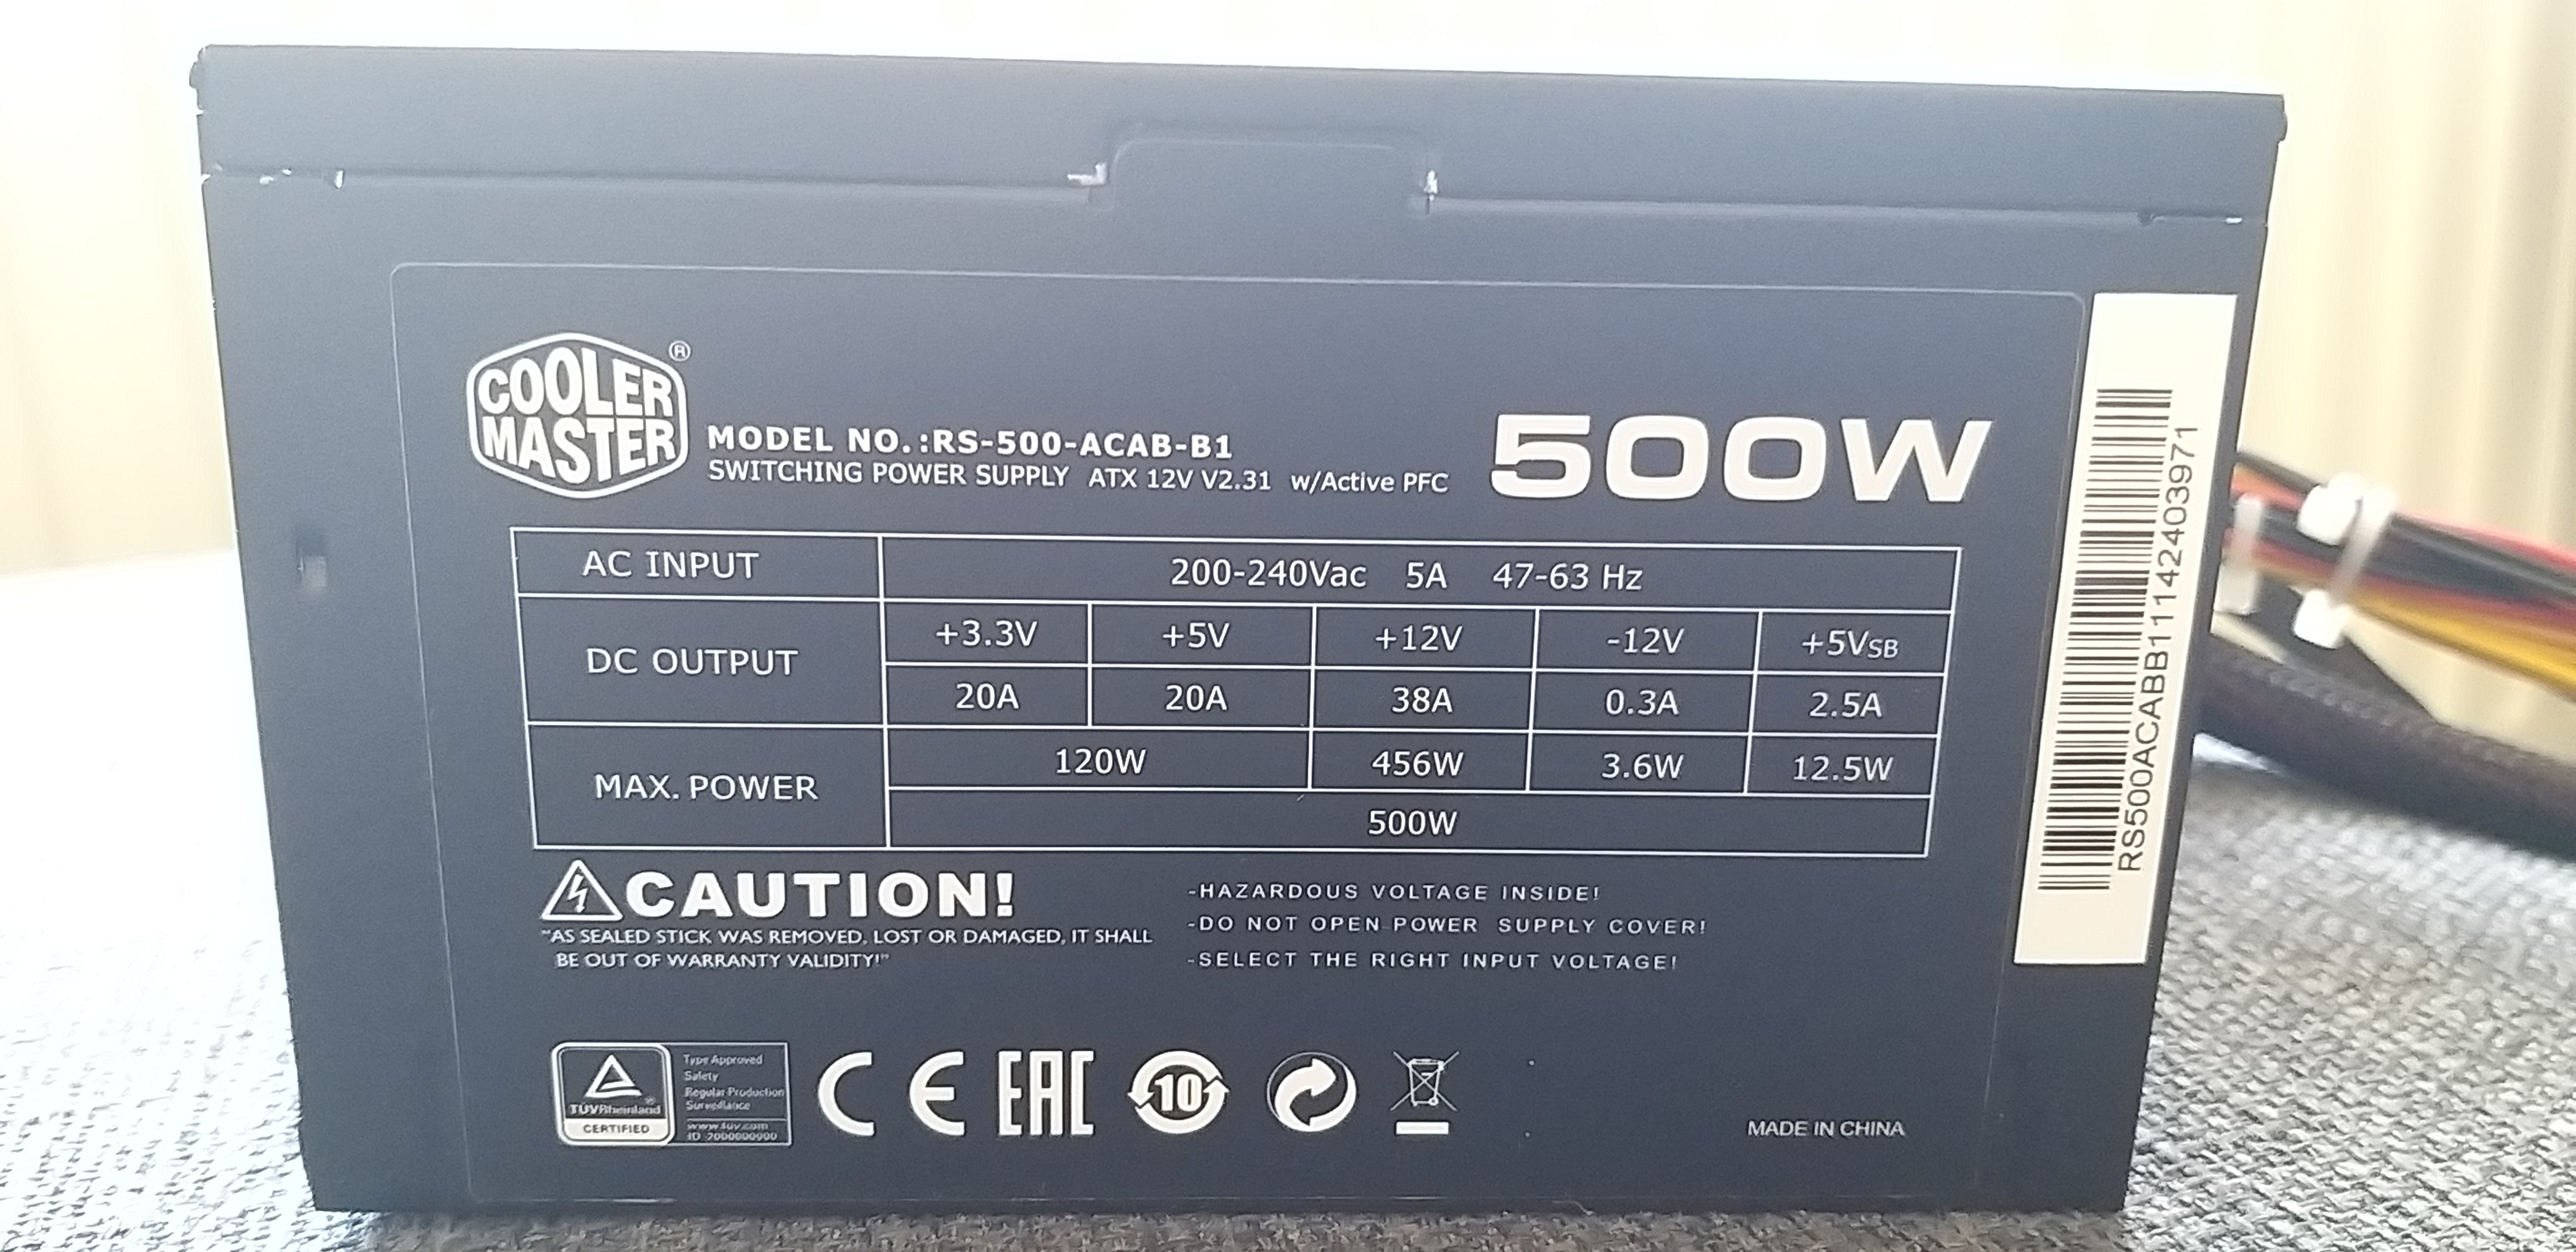 COOLER
MASTER
®
MODEL NO.:RS-500-ACAB-B1
SWITCHING POWER SUPPLY ATX 12V V2.31 w/Active PFC
500W
AC INPUT 200-240Vac 5A 47-63 Hz
DC OUTPUT +3.3V +5V +12V -12V +5VSB
20A 20A 38A 0.3A 2.5A
MAX. POWER 120W 456W 3.6W 12.5W
500W
CAUTION!
"AS SEALED STICK WAS REMOVED, LOST OR DAMAGED, IT SHALL
BE OUT OF WARRANTY VALIDITY!"
-HAZARDOUS VOLTAGE INSIDE!
-DO NOT OPEN POWER SUPPLY COVER!
-SELECT THE RIGHT INPUT VOLTAGE!
TÜVRheinland
®
CERTIFIED
Type Approved
Safety
Regular Production
Surveillance
www.tuv.com
ID 2000000000
CE
EAC
10
MADE IN CHINA
RS500ACABB11142403971